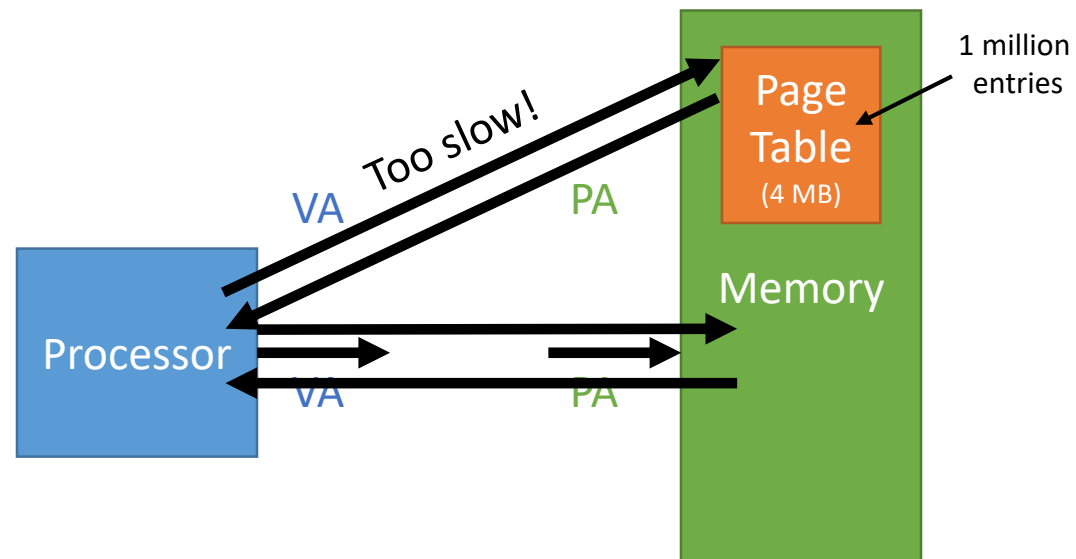 1 million
entries
Page
Table
(4 MB)
Too slow!
VA
PA
Memory
Processor
VA
PA